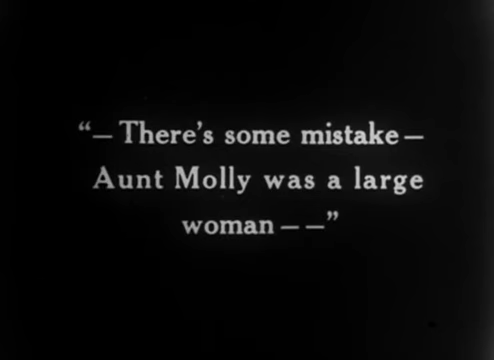 “—There’s some mistake—
Aunt Molly was a large
woman——”